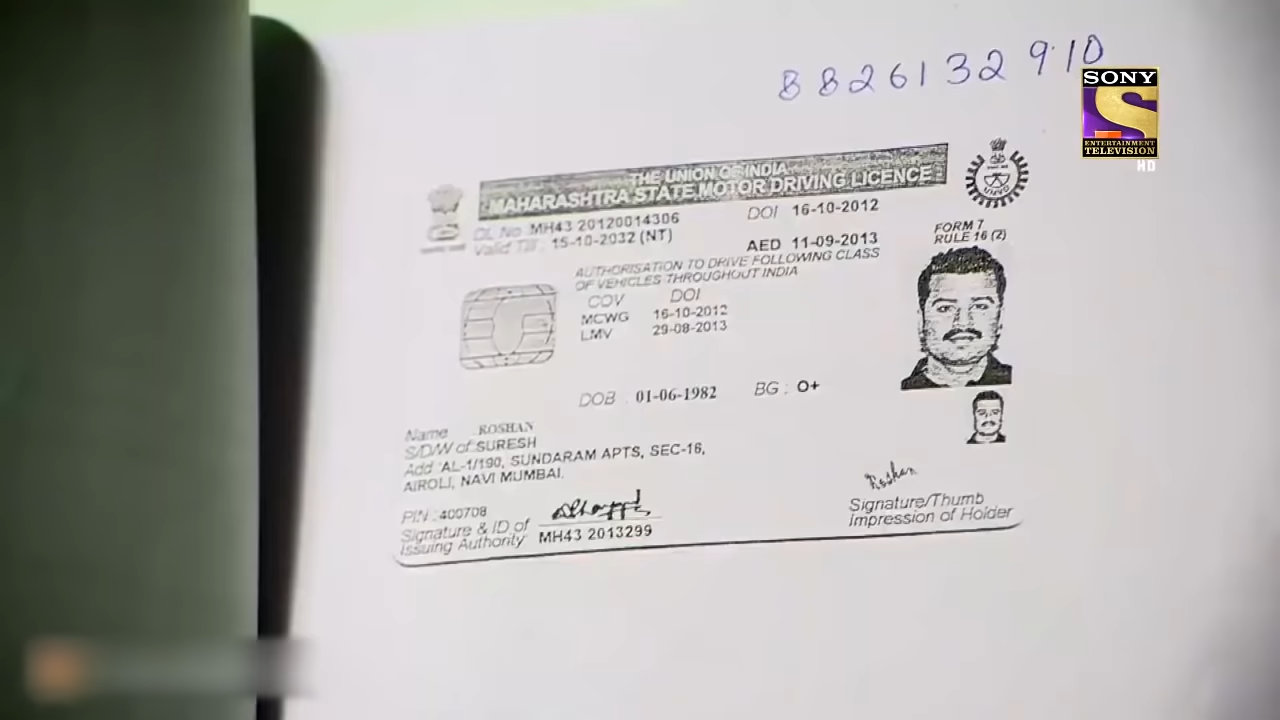 8826132910
SONY
ENTERTAINMENT
TELEVISION
HD
THE UNION OF INDIA
MAHARASHTRA STATE MOTOR DRIVING LICENCE
DL No MH43 20120014306 DOI 16-10-2012
Valid Till : 15-10-2032 (NT) AED 11-09-2013
FORM 7
RULE 16 (2)
AUTHORISATION TO DRIVE FOLLOWING CLASS
OF VEHICLES THROUGHOUT INDIA
COV DOI
MCWG 16-10-2012
LMV 29-08-2013
DOB : 01-06-1982 BG : O+
Name : ROSHAN
S/D/W of SURESH
Add AL-1/190, SUNDARAM APTS, SEC-16,
AIROLI, NAVI MUMBAI.
PIN : 400708
Signature & ID of
Issuing Authority MH43 2013299
Roshan
Signature/Thumb
Impression of Holder